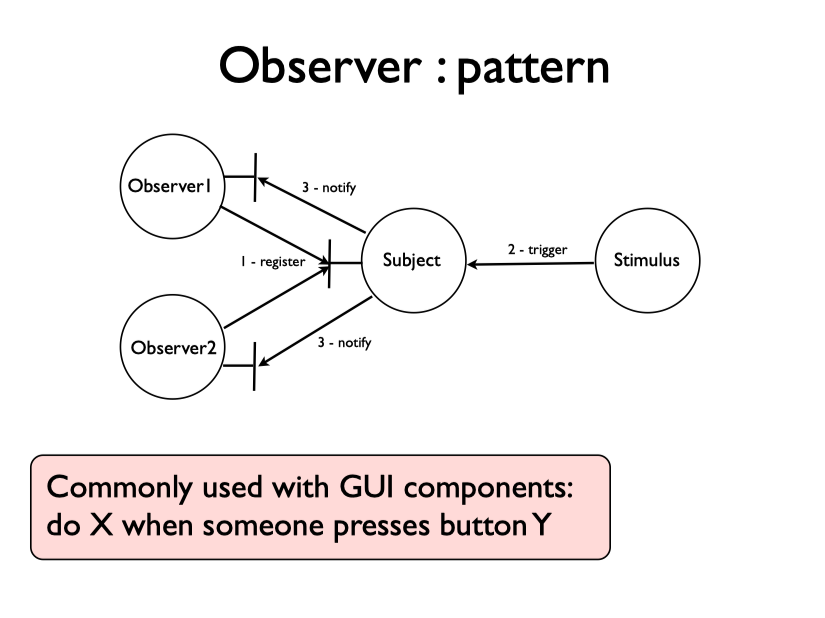 Observer : pattern
Observer1
3 - notify
1 - register
Subject
2 - trigger
Stimulus
Observer2
3 - notify
Commonly used with GUI components:
do X when someone presses button Y